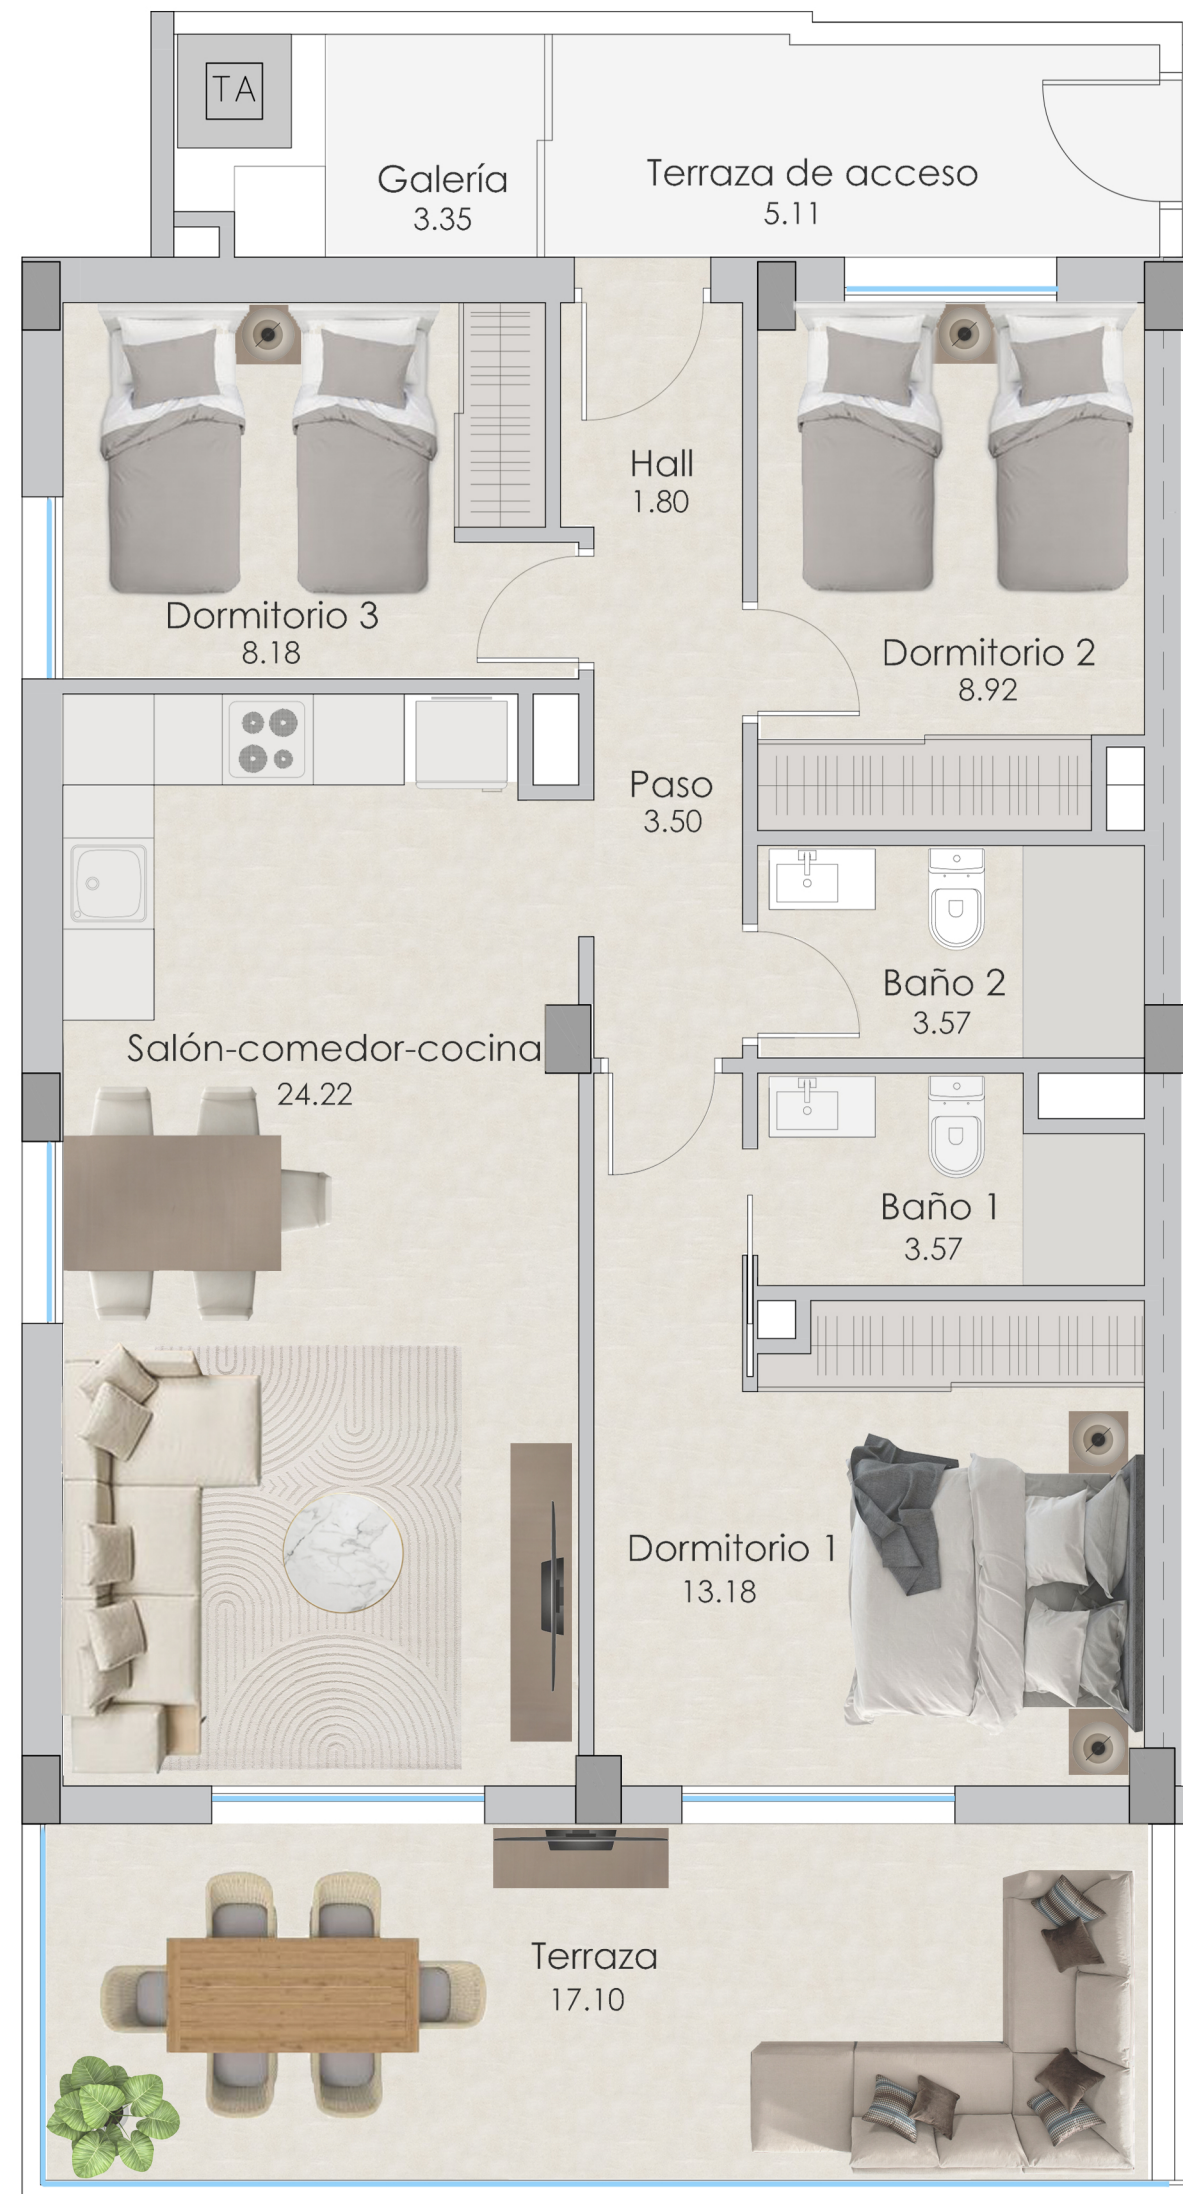 TA
Galería
3.35
Terraza de acceso
5.11
Hall
1.80
Dormitorio 3
8.18
Dormitorio 2
8.92
Paso
3.50
Baño 2
3.57
Salón-comedor-cocina
24.22
Baño 1
3.57
Dormitorio 1
13.18
Terraza
17.10